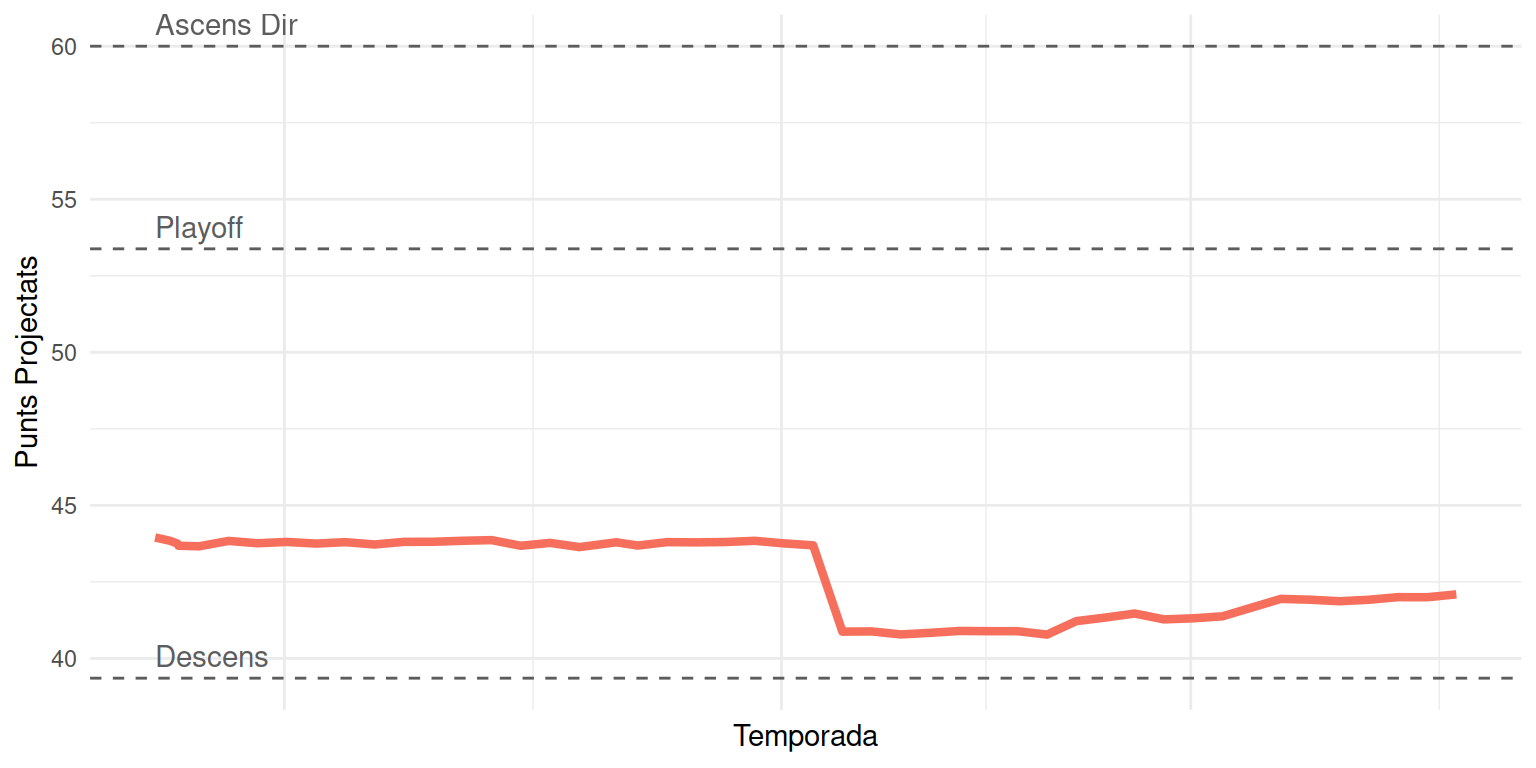 Ascens Dir
60
55
Playoff
Punts Projectats
50
45
Descens
40
Temporada